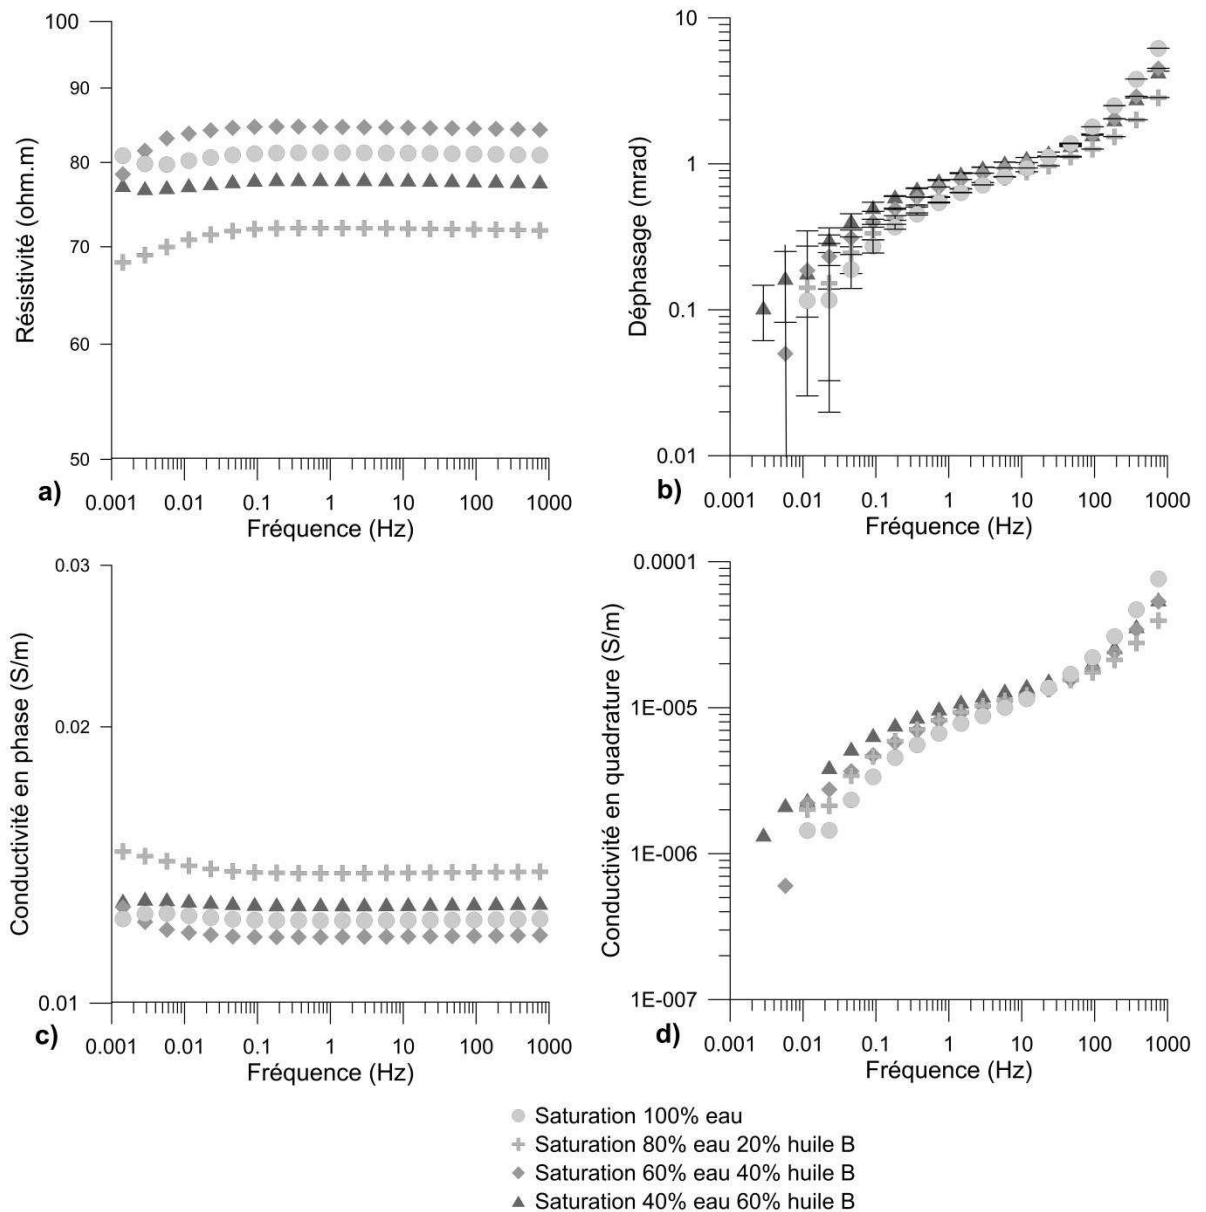 100
90
80
70
60
50
Résistivité (ohm.m)
a)
0.001 0.01 0.1 1 10 100 1000
Fréquence (Hz)
10
1
0.1
0.01
Déphasage (mrad)
b)
0.001 0.01 0.1 1 10 100 1000
Fréquence (Hz)
0.03
0.02
0.01
Conductivité en phase (S/m)
c)
0.001 0.01 0.1 1 10 100 1000
Fréquence (Hz)
0.0001
1E-005
1E-006
1E-007
Conductivité en quadrature (S/m)
d)
0.001 0.01 0.1 1 10 100 1000
Fréquence (Hz)
Saturation 100% eau
Saturation 80% eau 20% huile B
Saturation 60% eau 40% huile B
Saturation 40% eau 60% huile B